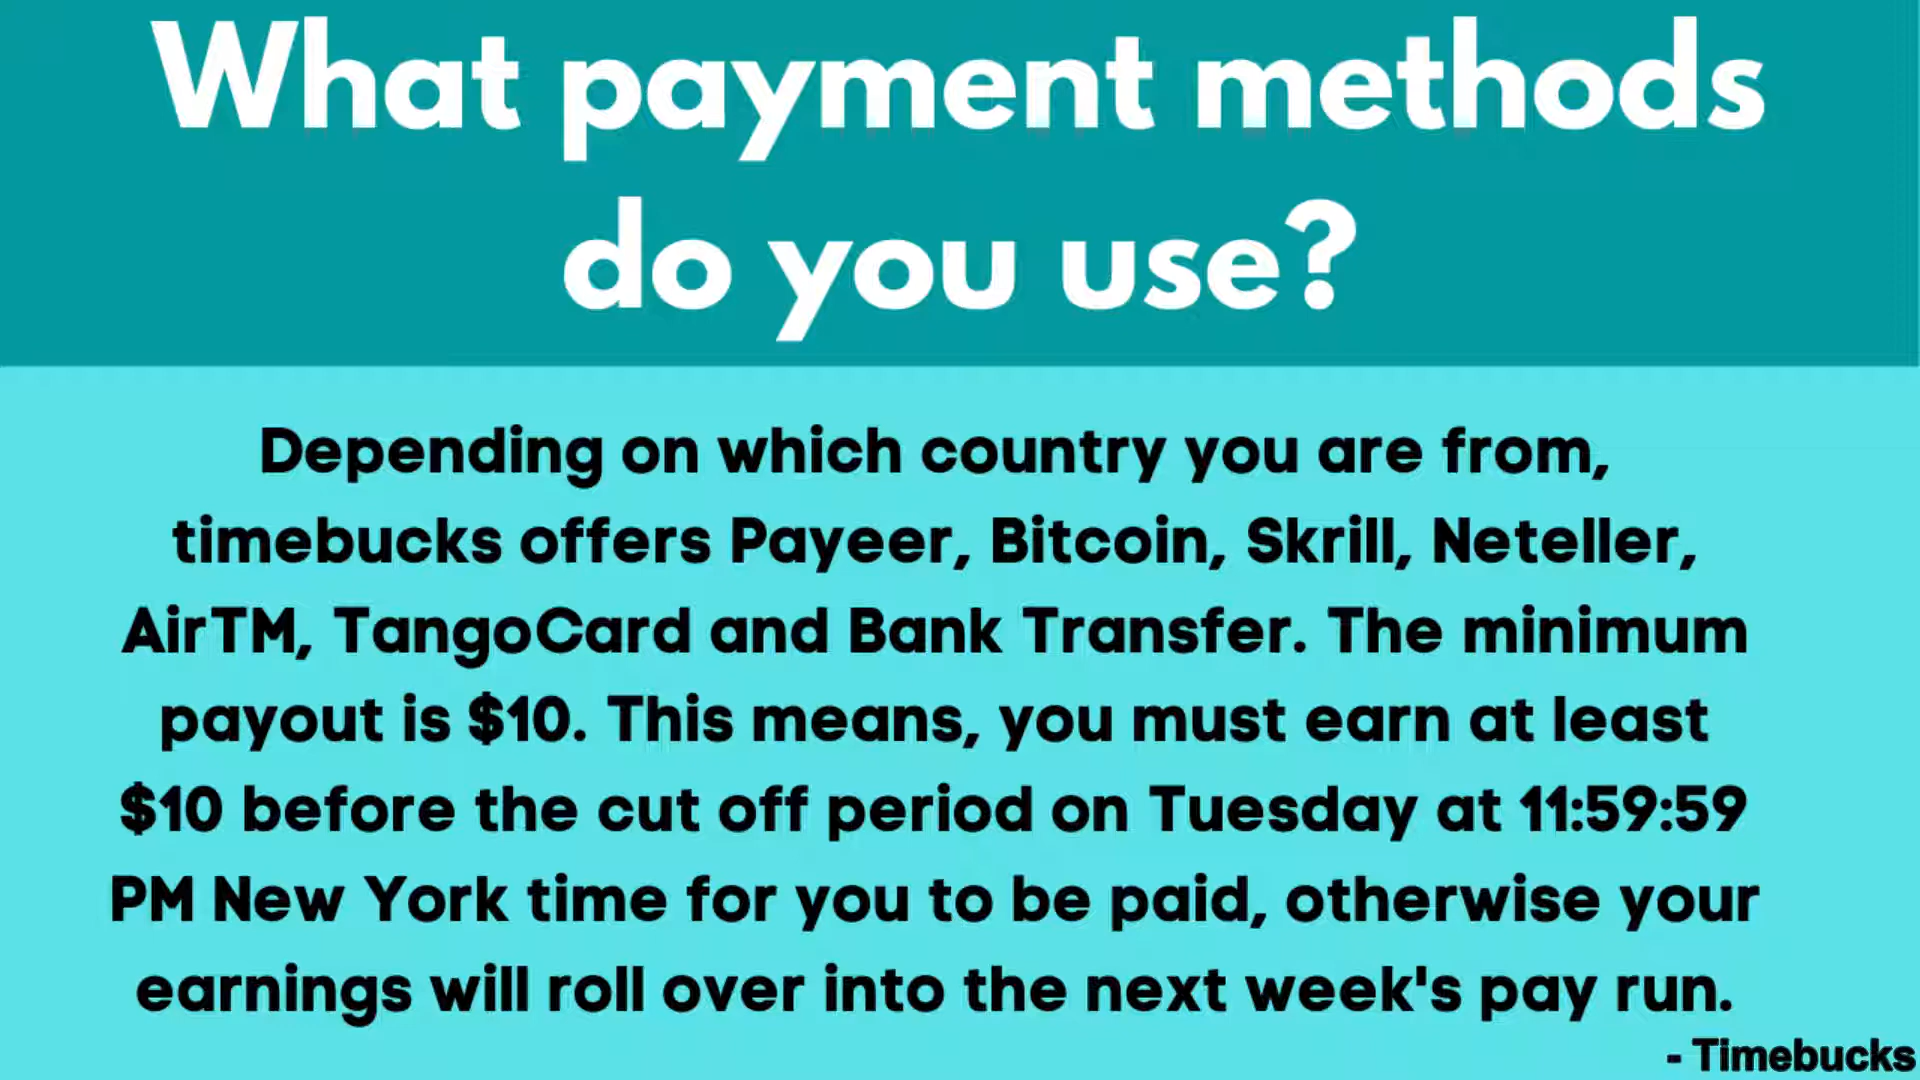 What payment methods
do you use?
Depending on which country you are from,
timebucks offers Payeer, Bitcoin, Skrill, Neteller,
AirTM, TangoCard and Bank Transfer. The minimum
payout is $10. This means, you must earn at least
$10 before the cut off period on Tuesday at 11:59:59
PM New York time for you to be paid, otherwise your
earnings will roll over into the next week's pay run.
- Timebucks